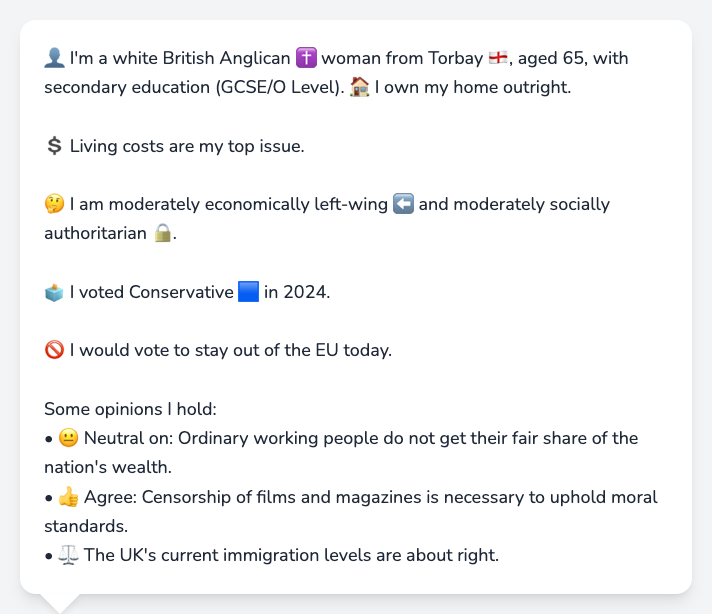 👤 I'm a white British Anglican ✝️ woman from Torbay 🏴󠁧󠁢󠁥󠁮󠁧󠁿, aged 65, with
secondary education (GCSE/O Level). 🏠 I own my home outright.
💲 Living costs are my top issue.
🤔 I am moderately economically left-wing ⬅️ and moderately socially
authoritarian 🔒.
🗳️ I voted Conservative 🟦 in 2024.
🚫 I would vote to stay out of the EU today.
Some opinions I hold:
• 😐 Neutral on: Ordinary working people do not get their fair share of the
nation's wealth.
• 👍 Agree: Censorship of films and magazines is necessary to uphold moral
standards.
• ⚖️ The UK's current immigration levels are about right.